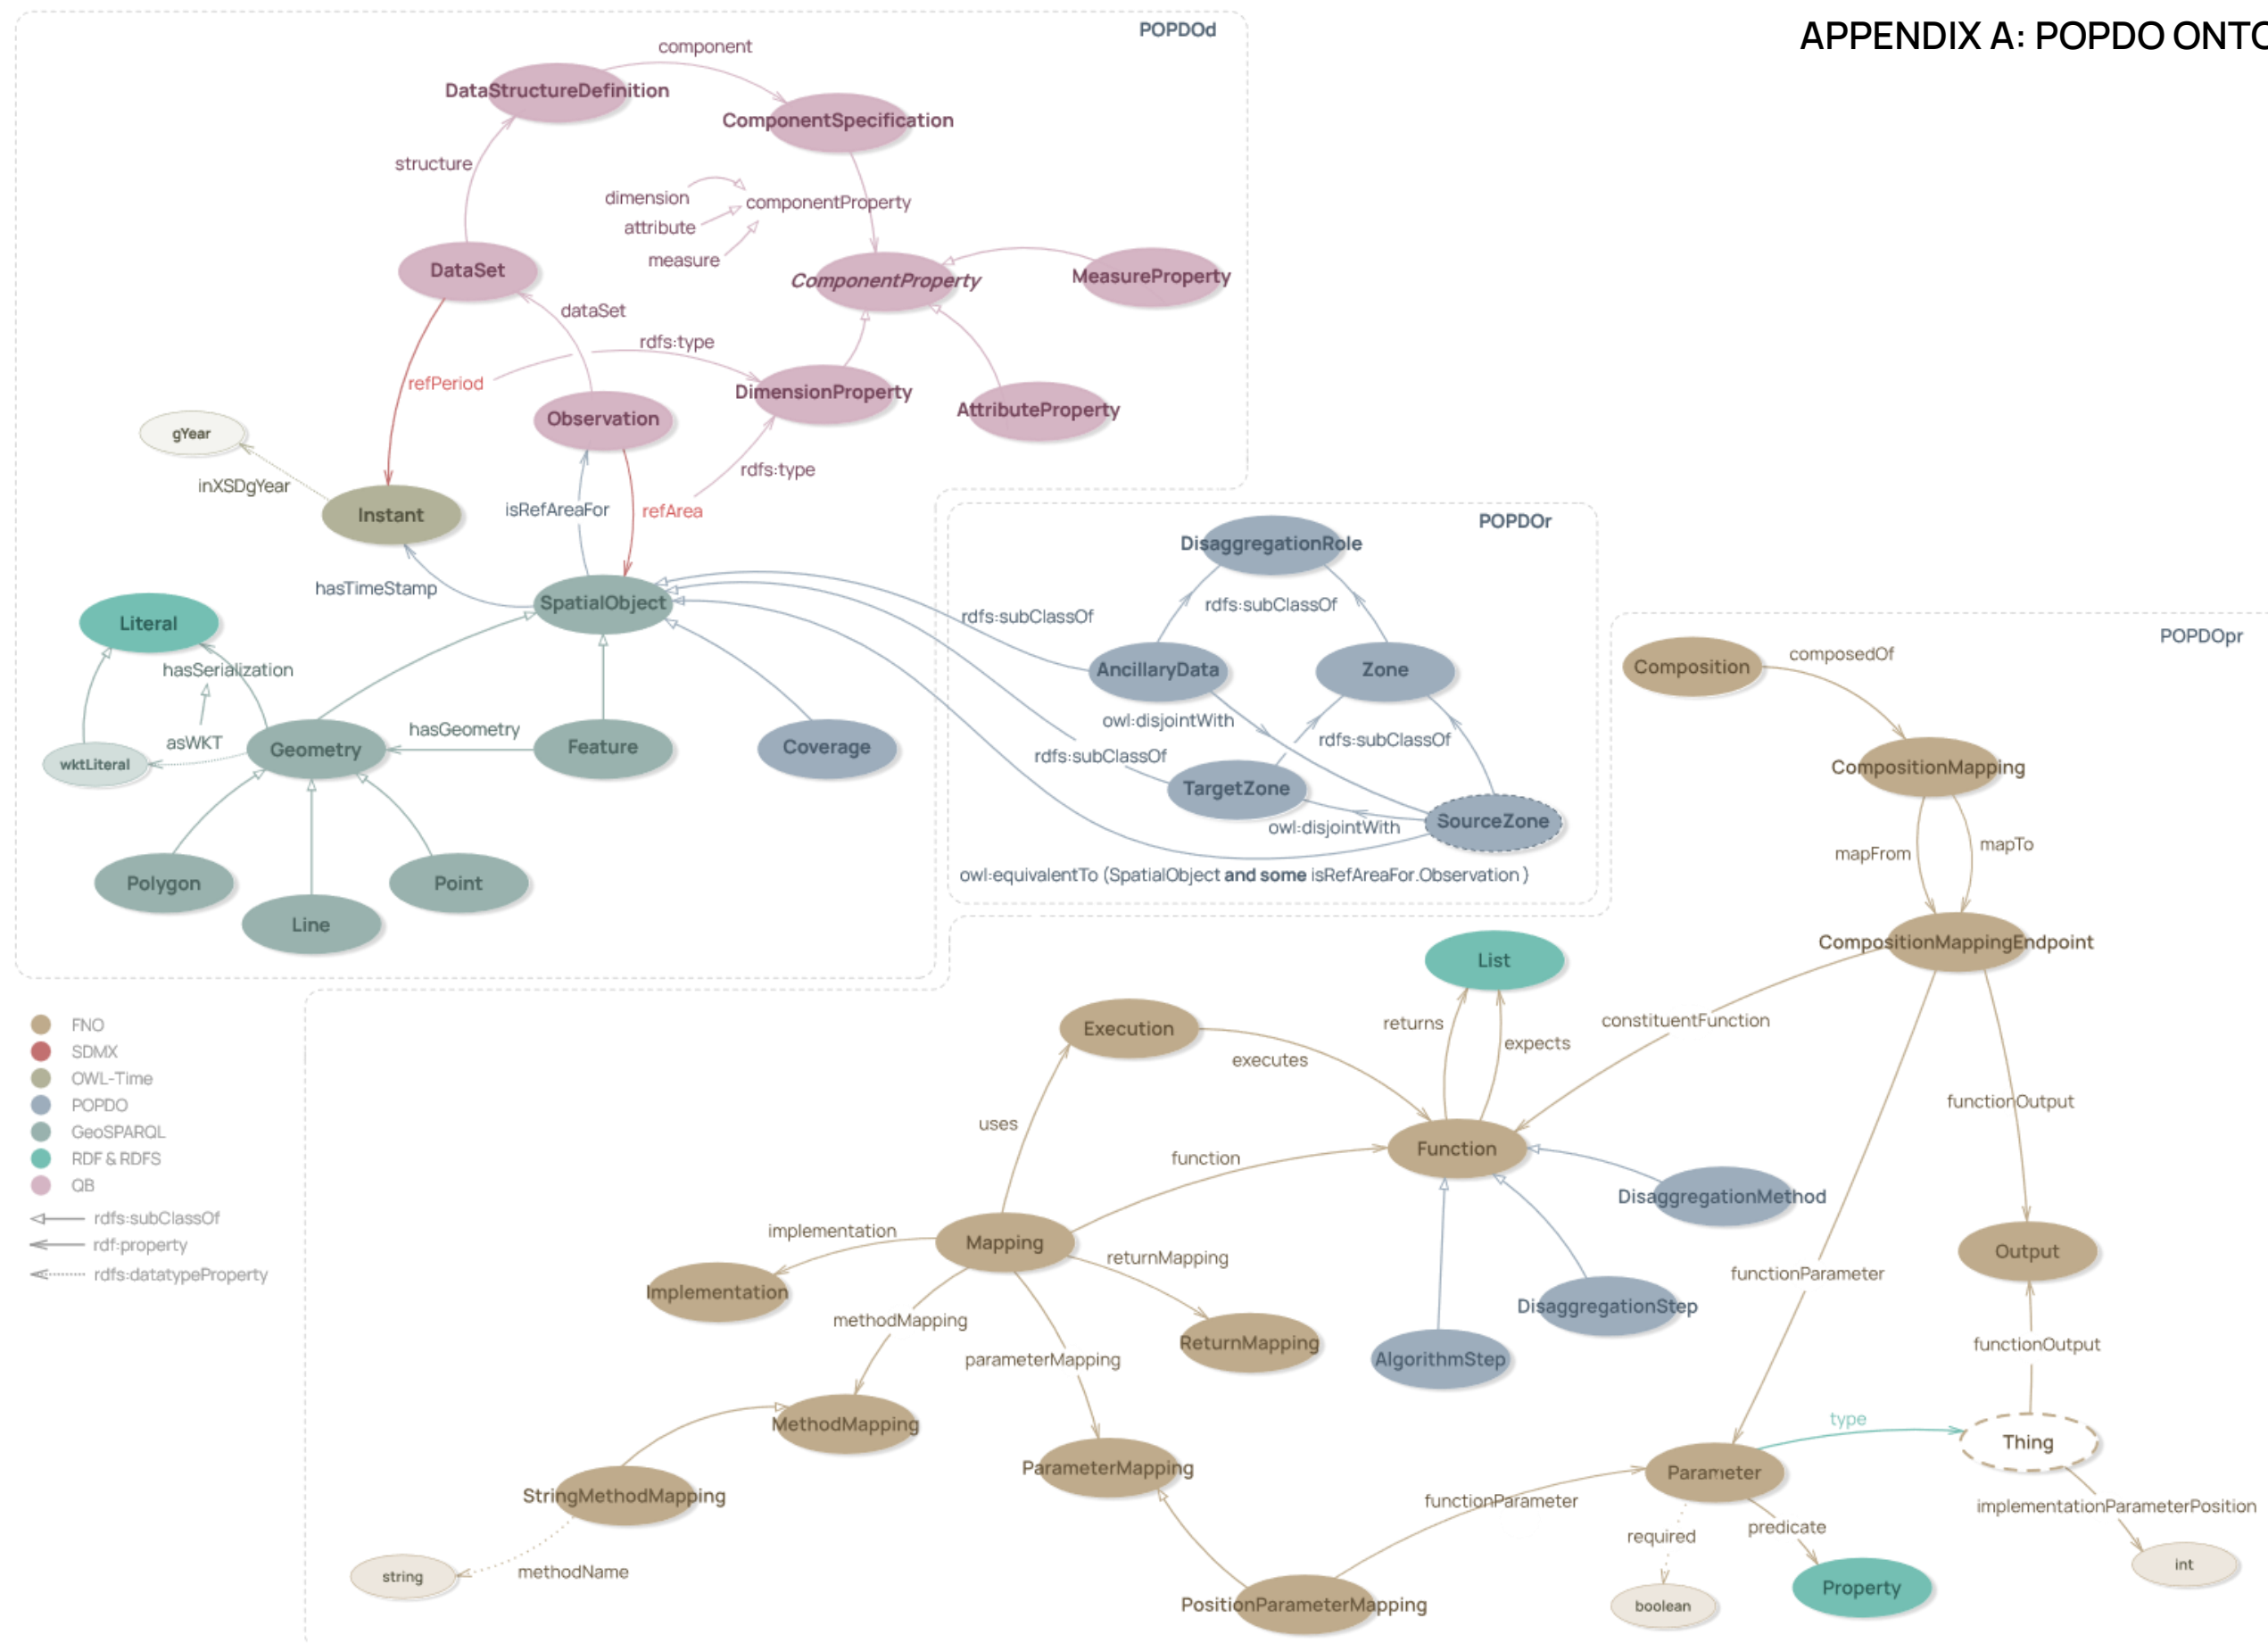 APPENDIX A: POPDO ONTO
POPDOd
component
DataStructureDefinition
ComponentSpecification
structure
dimension
componentProperty
attribute
measure
DataSet
ComponentProperty
MeasureProperty
dataSet
rdfs:type
refPeriod
DimensionProperty
AttributeProperty
Observation
gYear
rdfs:type
inXSDgYear
Instant
isRefAreaFor
refArea
hasTimeStamp
SpatialObject
Literal
hasSerialization
asWKT
wktLiteral
Geometry
hasGeometry
Feature
Coverage
Polygon
Line
Point
POPDOr
DisaggregationRole
rdfs:subClassOf
rdfs:subClassOf
AncillaryData
Zone
owl:disjointWith
rdfs:subClassOf
rdfs:subClassOf
TargetZone
SourceZone
owl:disjointWith
owl:equivalentTo (SpatialObject and some isRefAreaFor.Observation )
POPDOpr
Composition
composedOf
CompositionMapping
mapFrom
mapTo
CompositionMappingEndpoint
List
returns
expects
constituentFunction
Execution
executes
uses
functionOutput
function
Function
DisaggregationMethod
implementation
Mapping
returnMapping
Output
functionParameter
Implementation
DisaggregationStep
methodMapping
ReturnMapping
functionOutput
parameterMapping
AlgorithmStep
type
MethodMapping
Thing
ParameterMapping
Parameter
StringMethodMapping
functionParameter
implementationParameterPosition
required
predicate
string
methodName
int
Property
PositionParameterMapping
boolean
FNO
SDMX
OWL-Time
POPDO
GeoSPARQL
RDF & RDFS
QB
rdfs:subClassOf
rdf:property
rdfs:datatypeProperty